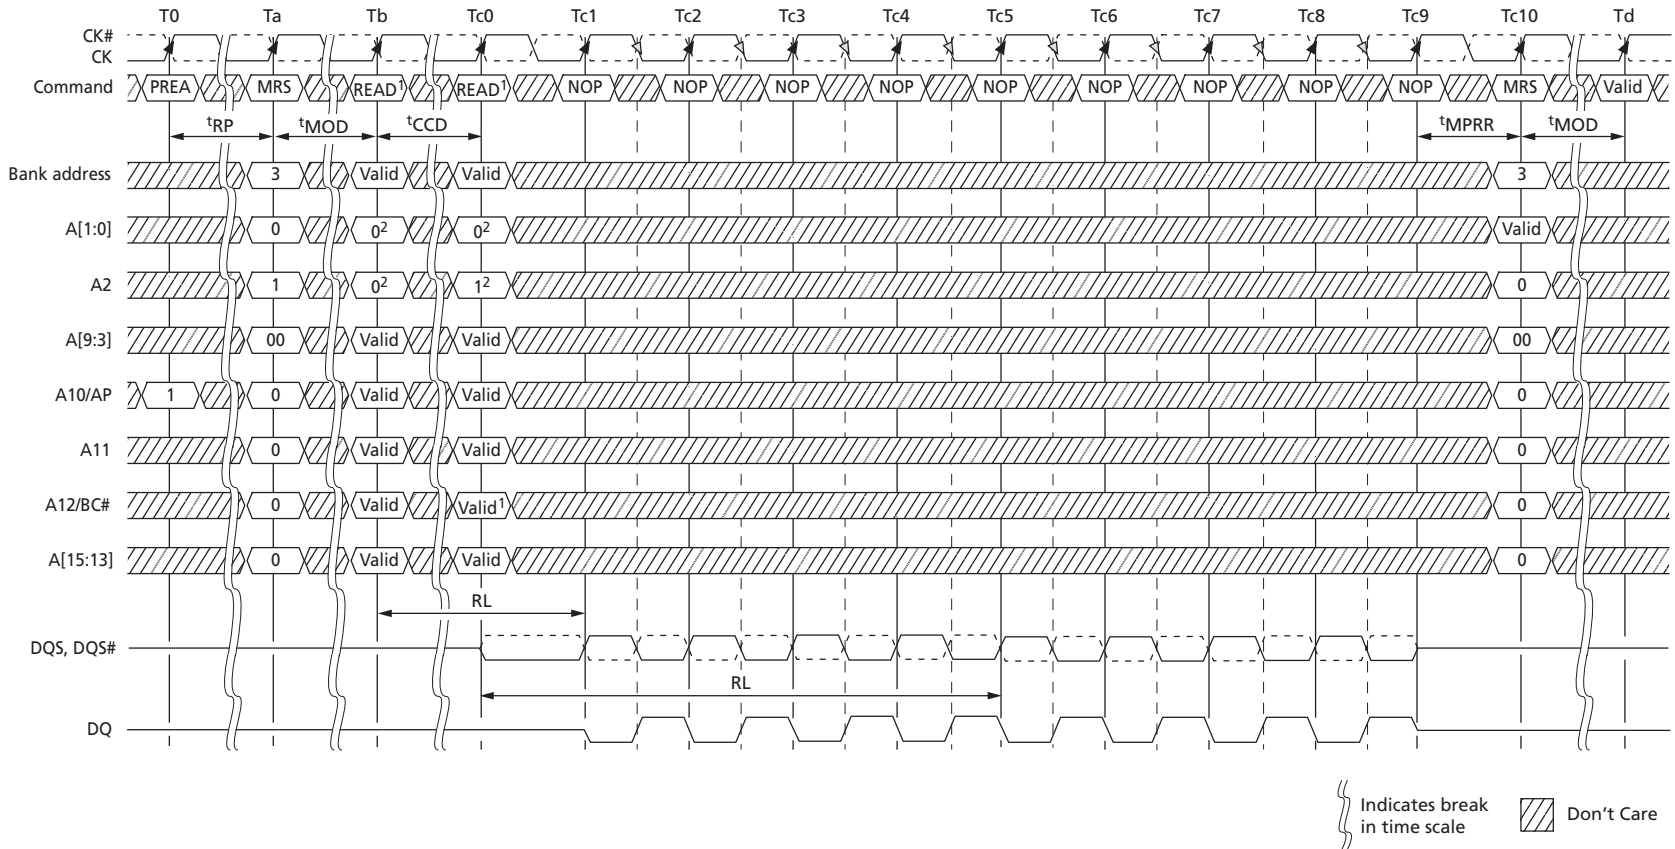 T0 Ta Tb Tc0 Tc1 Tc2 Tc3 Tc4 Tc5 Tc6 Tc7 Tc8 Tc9 Tc10 Td
CK#
CK
Command PREA MRS READ¹ READ¹ NOP NOP NOP NOP NOP NOP NOP NOP NOP MRS Valid
tRP tMOD tCCD tMPRR tMOD
Bank address 3 Valid Valid 3
A[1:0] 0 0² 0² Valid
A2 1 0² 1² 0
A[9:3] 00 Valid Valid 00
A10/AP 1 0 Valid Valid 0
A11 0 Valid Valid 0
A12/BC# 0 Valid Valid¹ 0
A[15:13] 0 Valid Valid 0
RL
DQS, DQS#
RL
DQ
Indicates break
in time scale
Don't Care